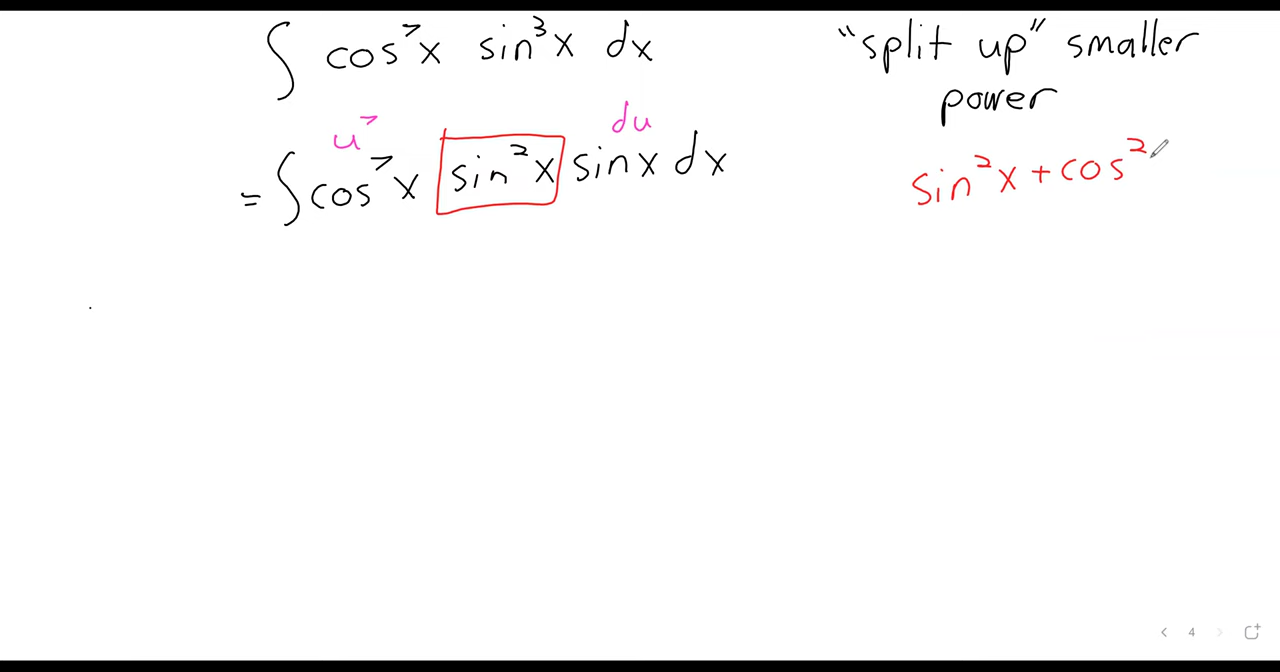 ∫ cos⁷x sin³x dx
"split up" smaller
power
u⁷ du
= ∫ cos⁷x sin²x sinx dx
sin²x + cos²
4